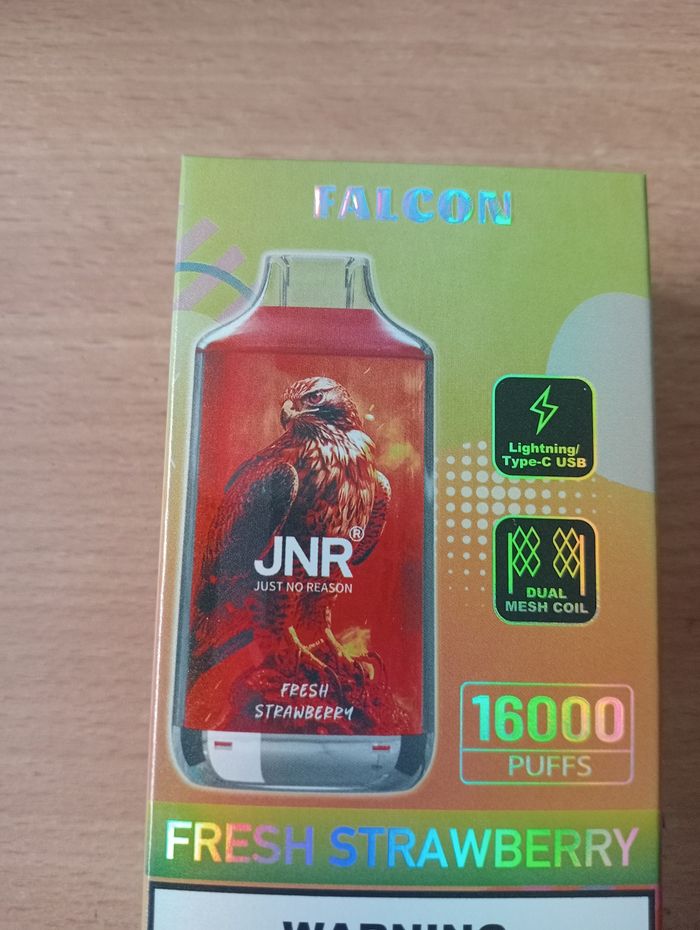 FALCON
Lightning/
Type-C USB
DUAL
MESH COIL
JNR®
JUST NO REASON
FRESH
STRAWBERRY
16000
PUFFS
FRESH STRAWBERRY
WARNING